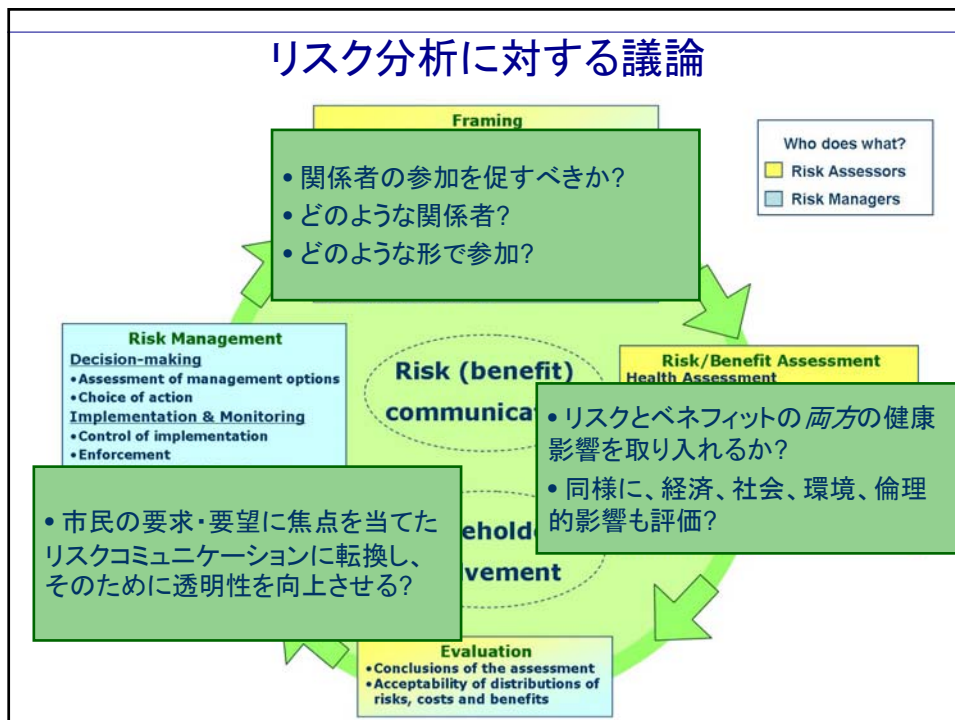 リスク分析に対する議論
Framing
• 関係者の参加を促すべきか?
• どのような関係者?
• どのような形で参加?
Who does what?
Risk Assessors
Risk Managers
Risk Management
Decision-making
•Assessment of management options
•Choice of action
Implementation & Monitoring
•Control of implementation
•Enforcement
Risk (benefit)
Risk/Benefit Assessment
Health Assessment
• リスクとベネフィットの両方の健康
影響を取り入れるか?
• 同様に、経済、社会、環境、倫理
的影響も評価?
• 市民の要求・要望に焦点を当てた
リスクコミュニケーションに転換し、
そのために透明性を向上させる?
Evaluation
•Conclusions of the assessment
•Acceptability of distributions of
risks, costs and benefits